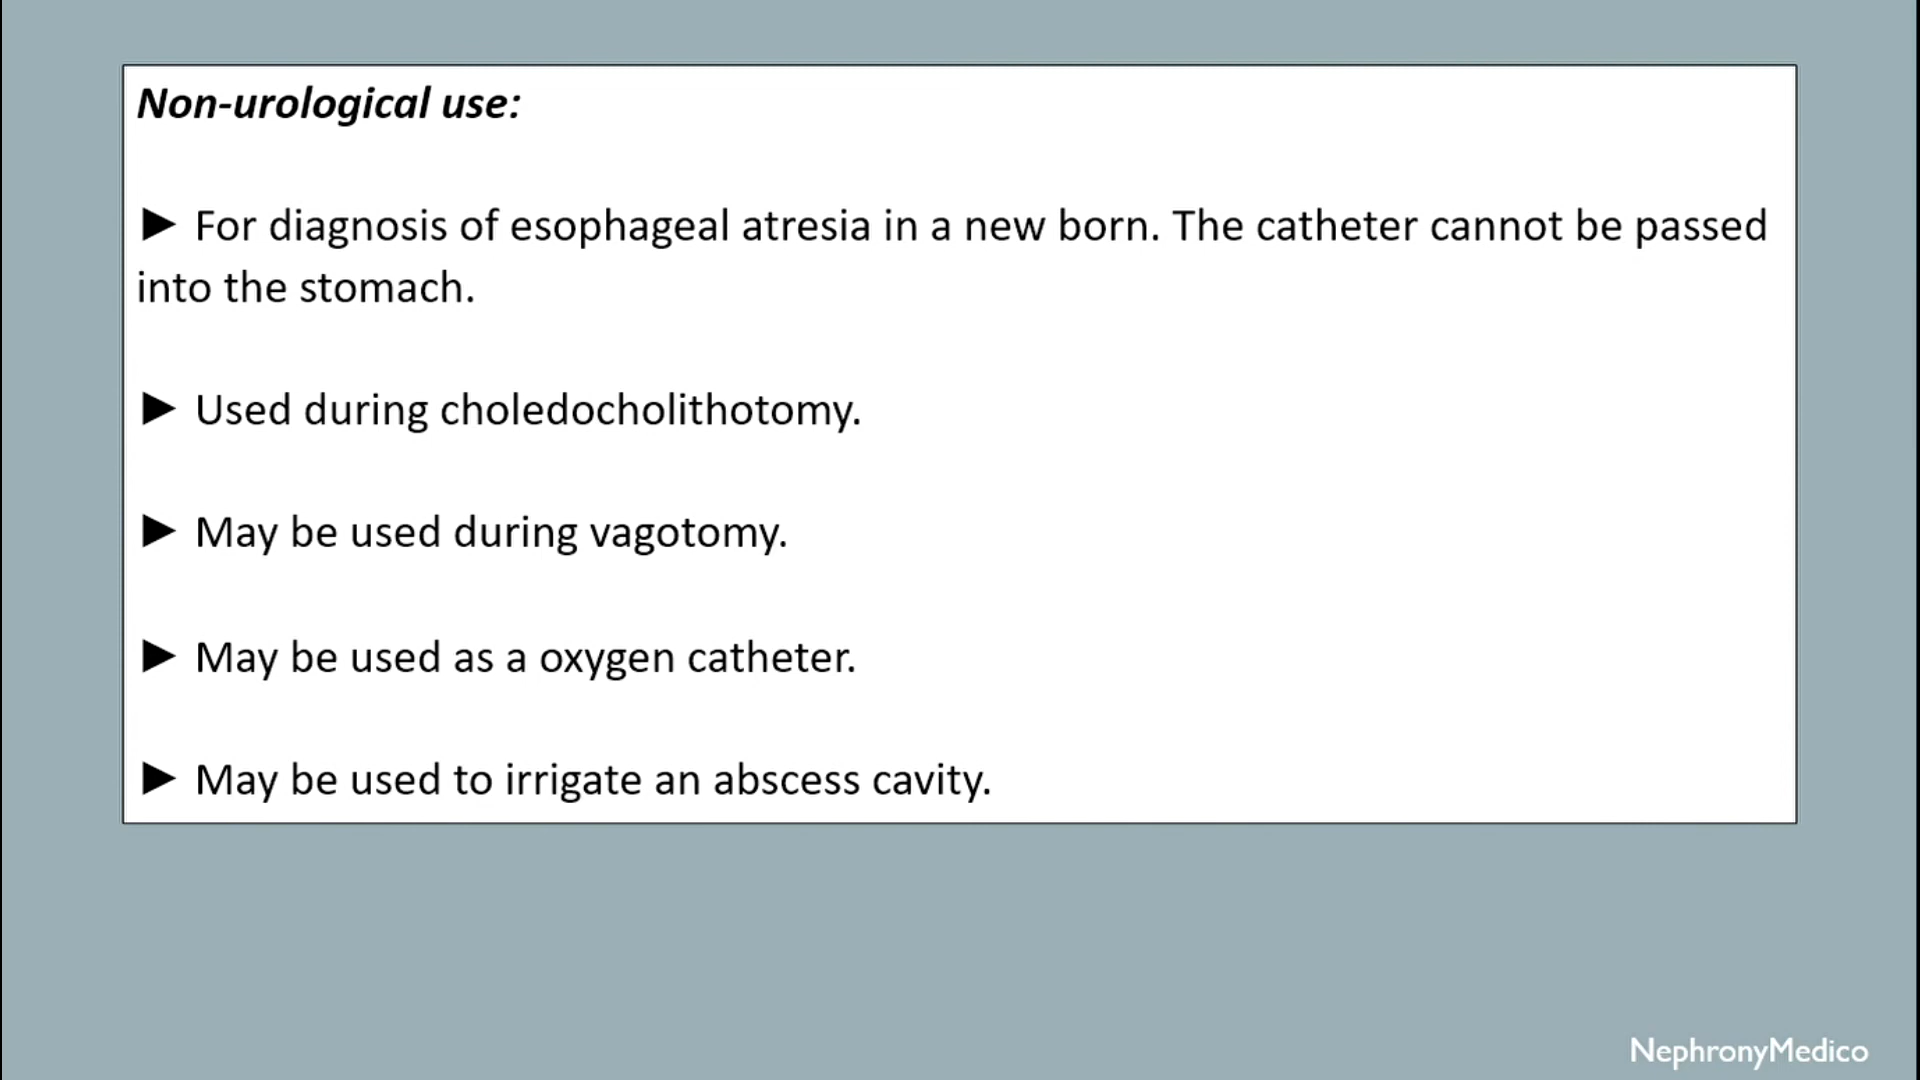 Non-urological use:
► For diagnosis of esophageal atresia in a new born. The catheter cannot be passed
into the stomach.
► Used during choledocholithotomy.
► May be used during vagotomy.
► May be used as a oxygen catheter.
► May be used to irrigate an abscess cavity.
NephronyMedico